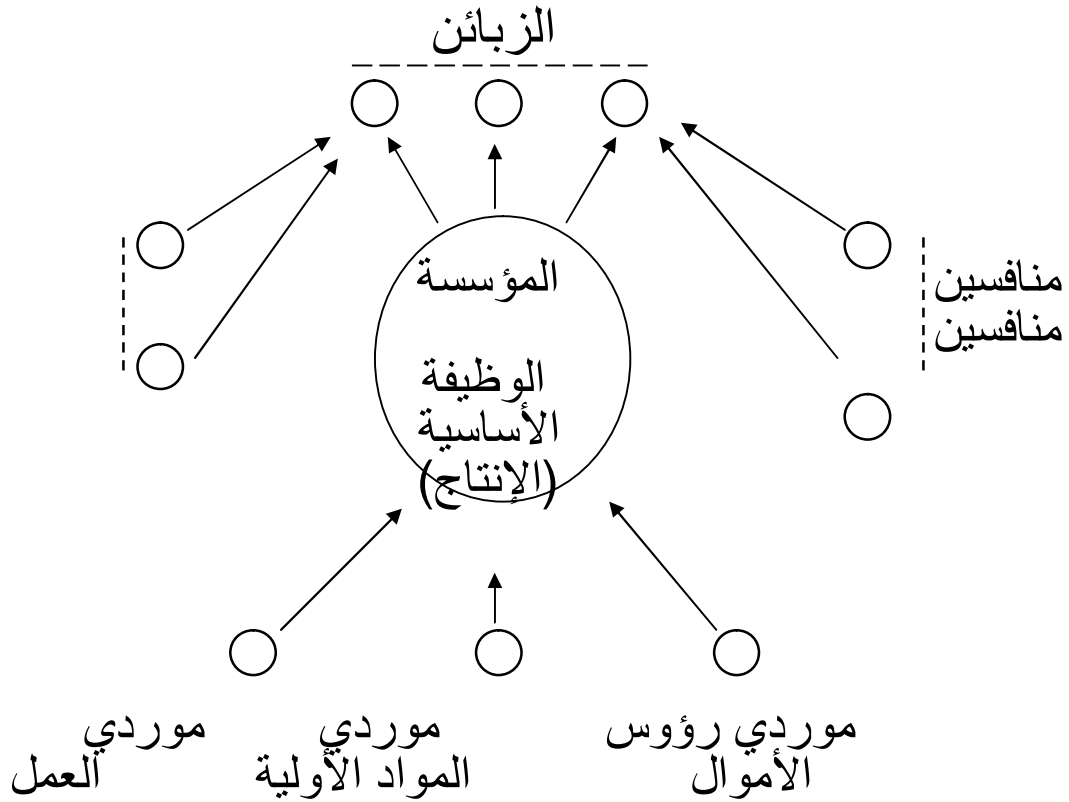 الزبائن
المؤسسة
منافسين
منافسين
الوظيفة
الأساسية
(الإنتاج)
موردي رؤوس
الأموال
موردي
المواد الأولية
موردي
العمل